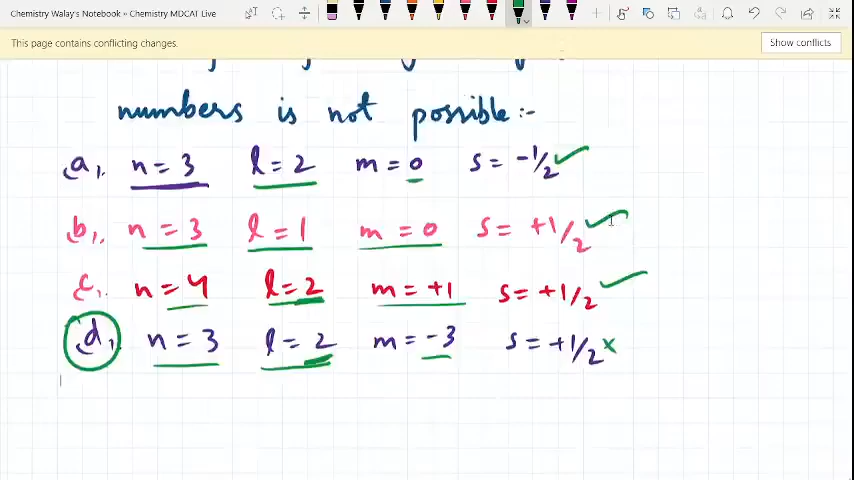 Chemistry Walay's Notebook » Chemistry MDCAT Live
This page contains conflicting changes.
Show conflicts
numbers is not possible:-
a, n = 3 l = 2 m = 0 s = -1/2
b, n = 3 l = 1 m = 0 s = +1/2
c, n = 4 l = 2 m = +1 s = +1/2
d, n = 3 l = 2 m = -3 s = +1/2 ×